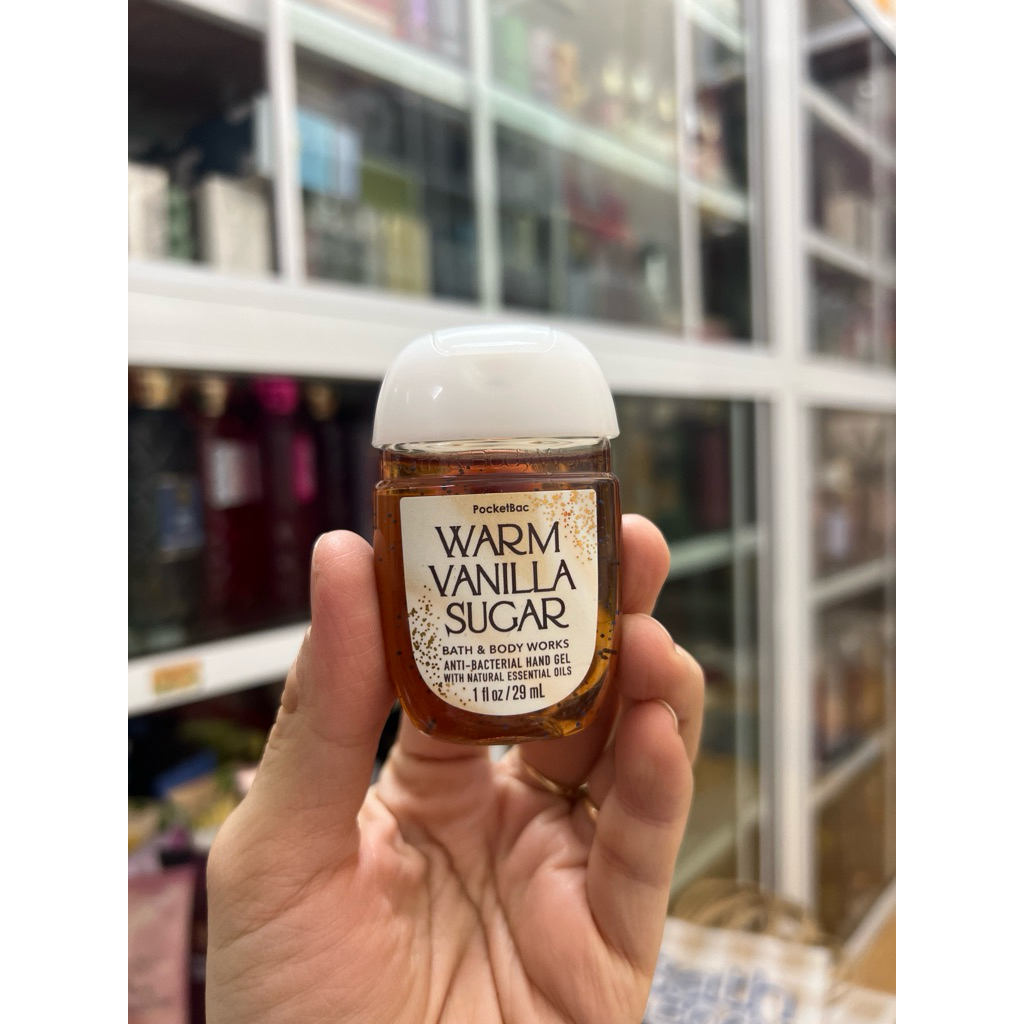 PocketBac
WARM
VANILLA
SUGAR
BATH & BODY WORKS
ANTI-BACTERIAL HAND GEL
WITH NATURAL ESSENTIAL OILS
1 fl oz / 29 mL